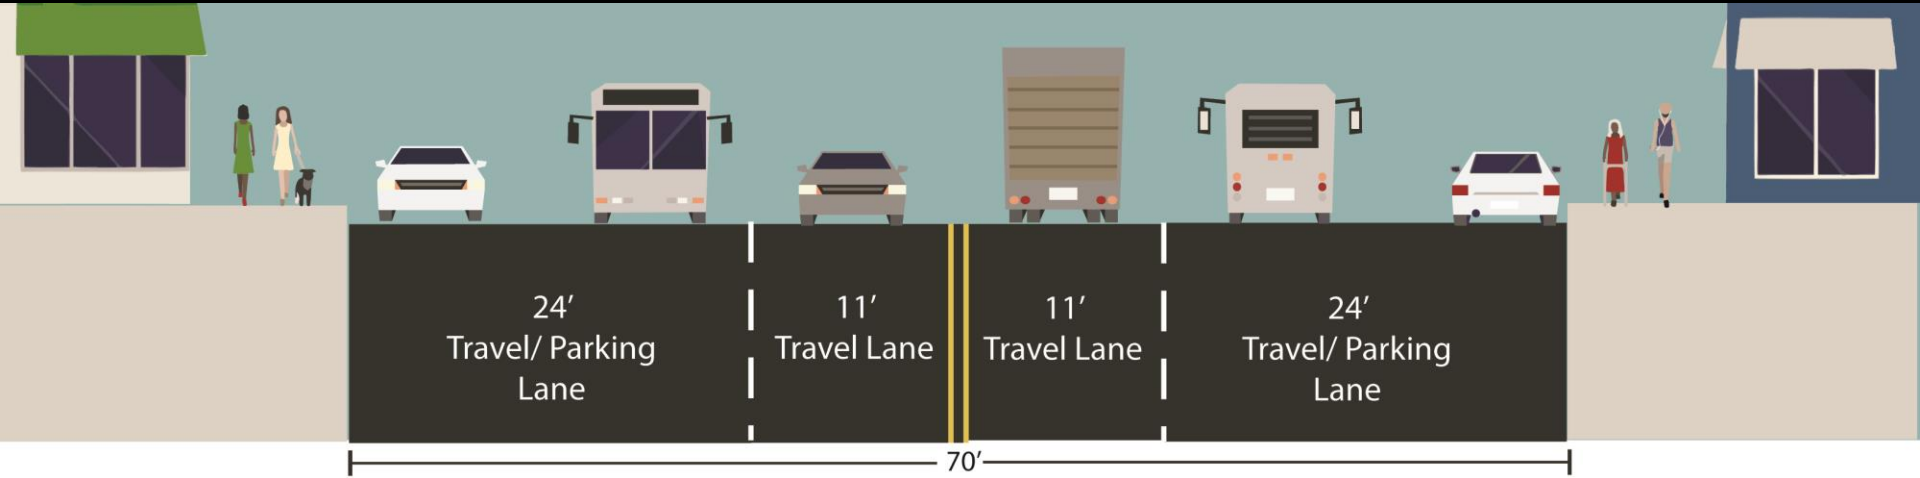 24’
Travel/ Parking
Lane
11’
Travel Lane
11’
Travel Lane
24’
Travel/ Parking
Lane
70’